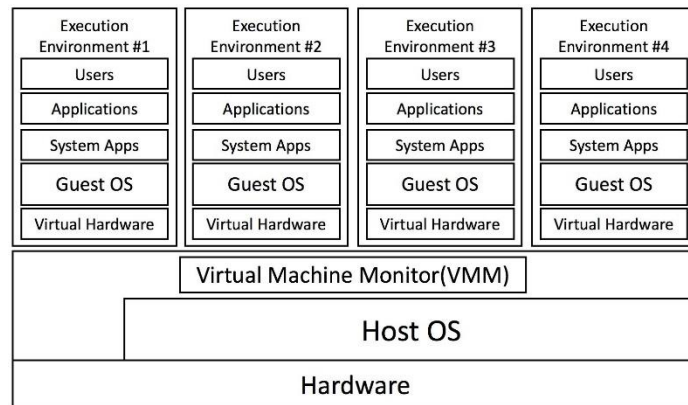 Execution
Environment #1
Users
Applications
System Apps
Guest OS
Virtual Hardware
Execution
Environment #2
Users
Applications
System Apps
Guest OS
Virtual Hardware
Execution
Environment #3
Users
Applications
System Apps
Guest OS
Virtual Hardware
Execution
Environment #4
Users
Applications
System Apps
Guest OS
Virtual Hardware
Virtual Machine Monitor(VMM)
Host OS
Hardware